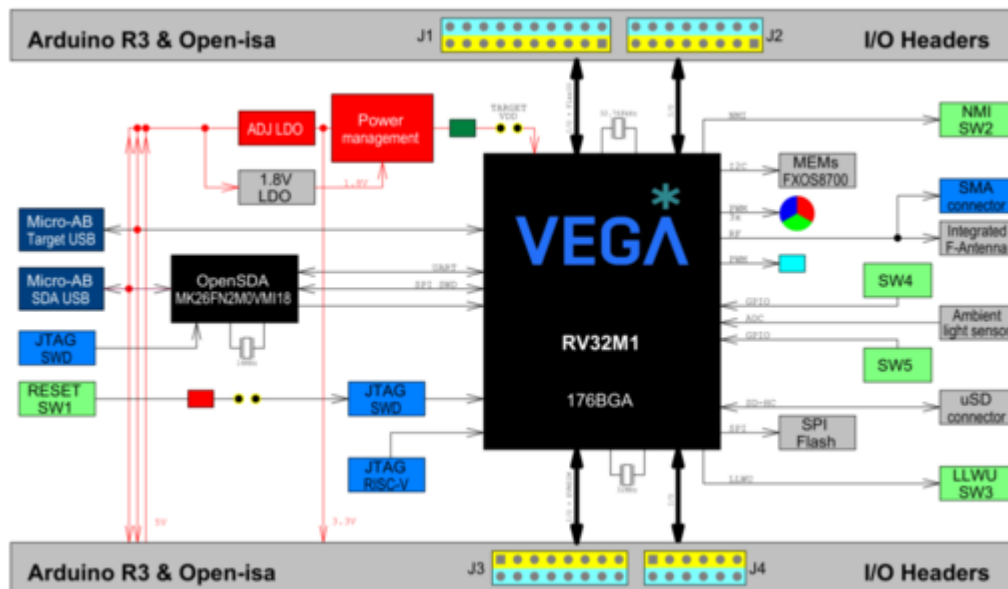 Arduino R3 & Open-isa
J1
J2
I/O Headers
TARGET
VDD
32.768kHz
I/O
NMI
NMI
SW2
ADJ LDO
Power
management
1.8V
LDO
1.8V
I2C
MEMs
FXOS8700
VEGA
PWM
RF
SMA
connector
Integrated
F-Antenna
PWM
Micro-AB
Target USB
Micro-AB
SDA USB
OpenSDA
MK26FN2M0VMI18
UART
SPI SWD
SW4
GPIO
ADC
GPIO
Ambient
light sensor
SW5
JTAG
SWD
RV32M1
176BGA
RESET
SW1
JTAG
SWD
JTAG
RISC-V
SD-HC
uSD
connector
SPI
SPI
Flash
LLWU
LLWU
SW3
5V
3.3V
I/O
Arduino R3 & Open-isa
J3
J4
I/O Headers